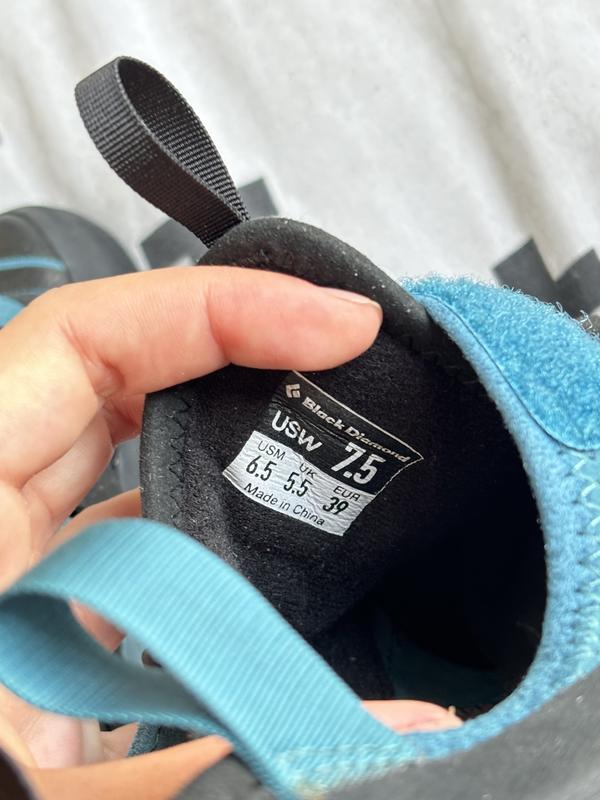 Black Diamond
USW 7.5
USM UK EUR
6.5 5.5 39
Made in China